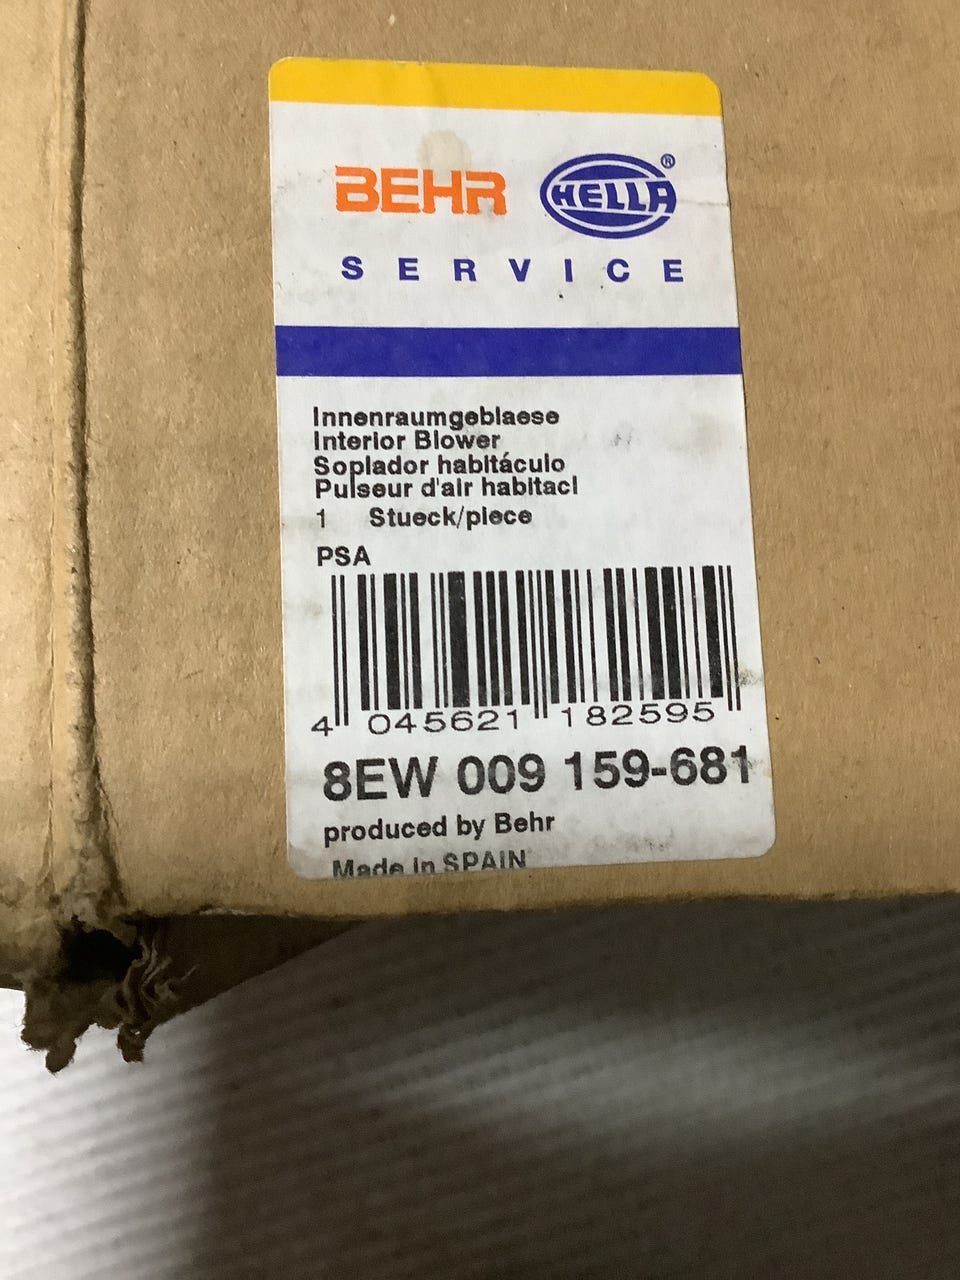 BEHR HELLA®
SERVICE
Innenraumgeblaese
Interior Blower
Soplador habitáculo
Pulseur d'air habitacl
1 Stueck/piece
PSA
4 045621 182595
8EW 009 159-681
produced by Behr
Made in SPAIN